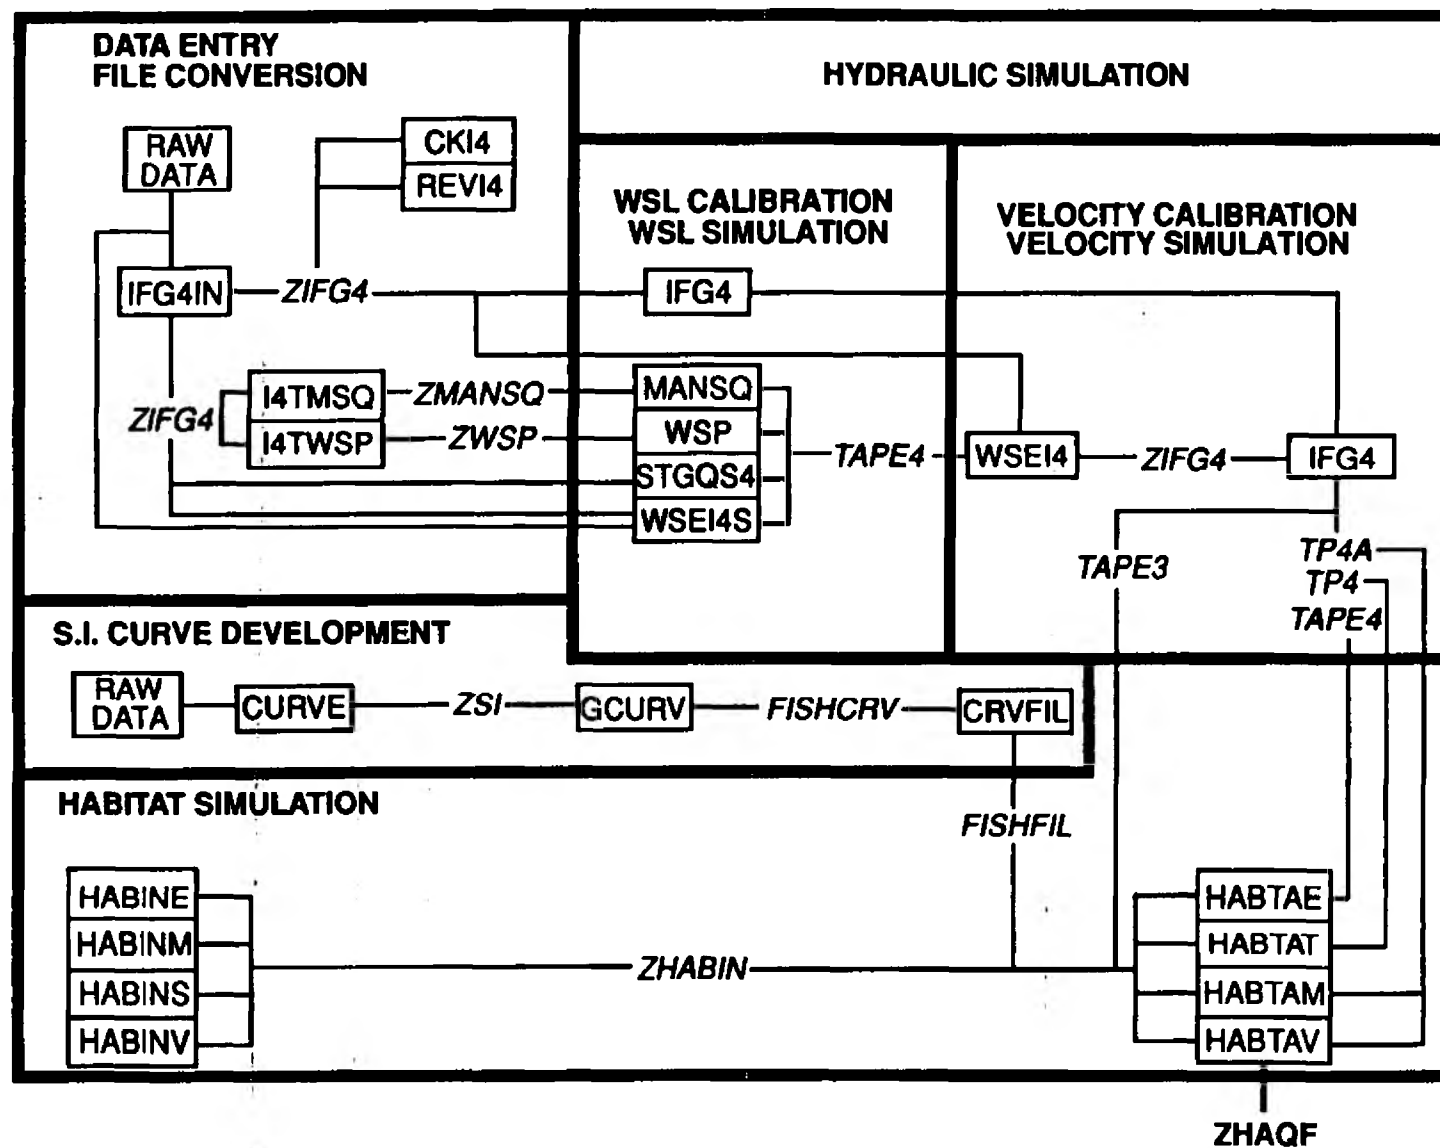 DATA ENTRY
FILE CONVERSION
HYDRAULIC SIMULATION
RAW
DATA
CKI4
REVI4
WSL CALIBRATION
WSL SIMULATION
VELOCITY CALIBRATION
VELOCITY SIMULATION
IFG4IN
ZIFG4
IFG4
ZIFG4
I4TMSQ
ZMANSQ
I4TWSP
ZWSP
MANSQ
WSP
STGQS4
WSEI4S
TAPE4
WSEI4
ZIFG4
IFG4
TAPE3
TP4A
TP4
TAPE4
S.I. CURVE DEVELOPMENT
RAW
DATA
CURVE
ZSI
GCURV
FISHCRV
CRVFIL
HABITAT SIMULATION
FISHFIL
HABINE
HABINM
HABINS
HABINV
ZHABIN
HABTAE
HABTAT
HABTAM
HABTAV
ZHAQF